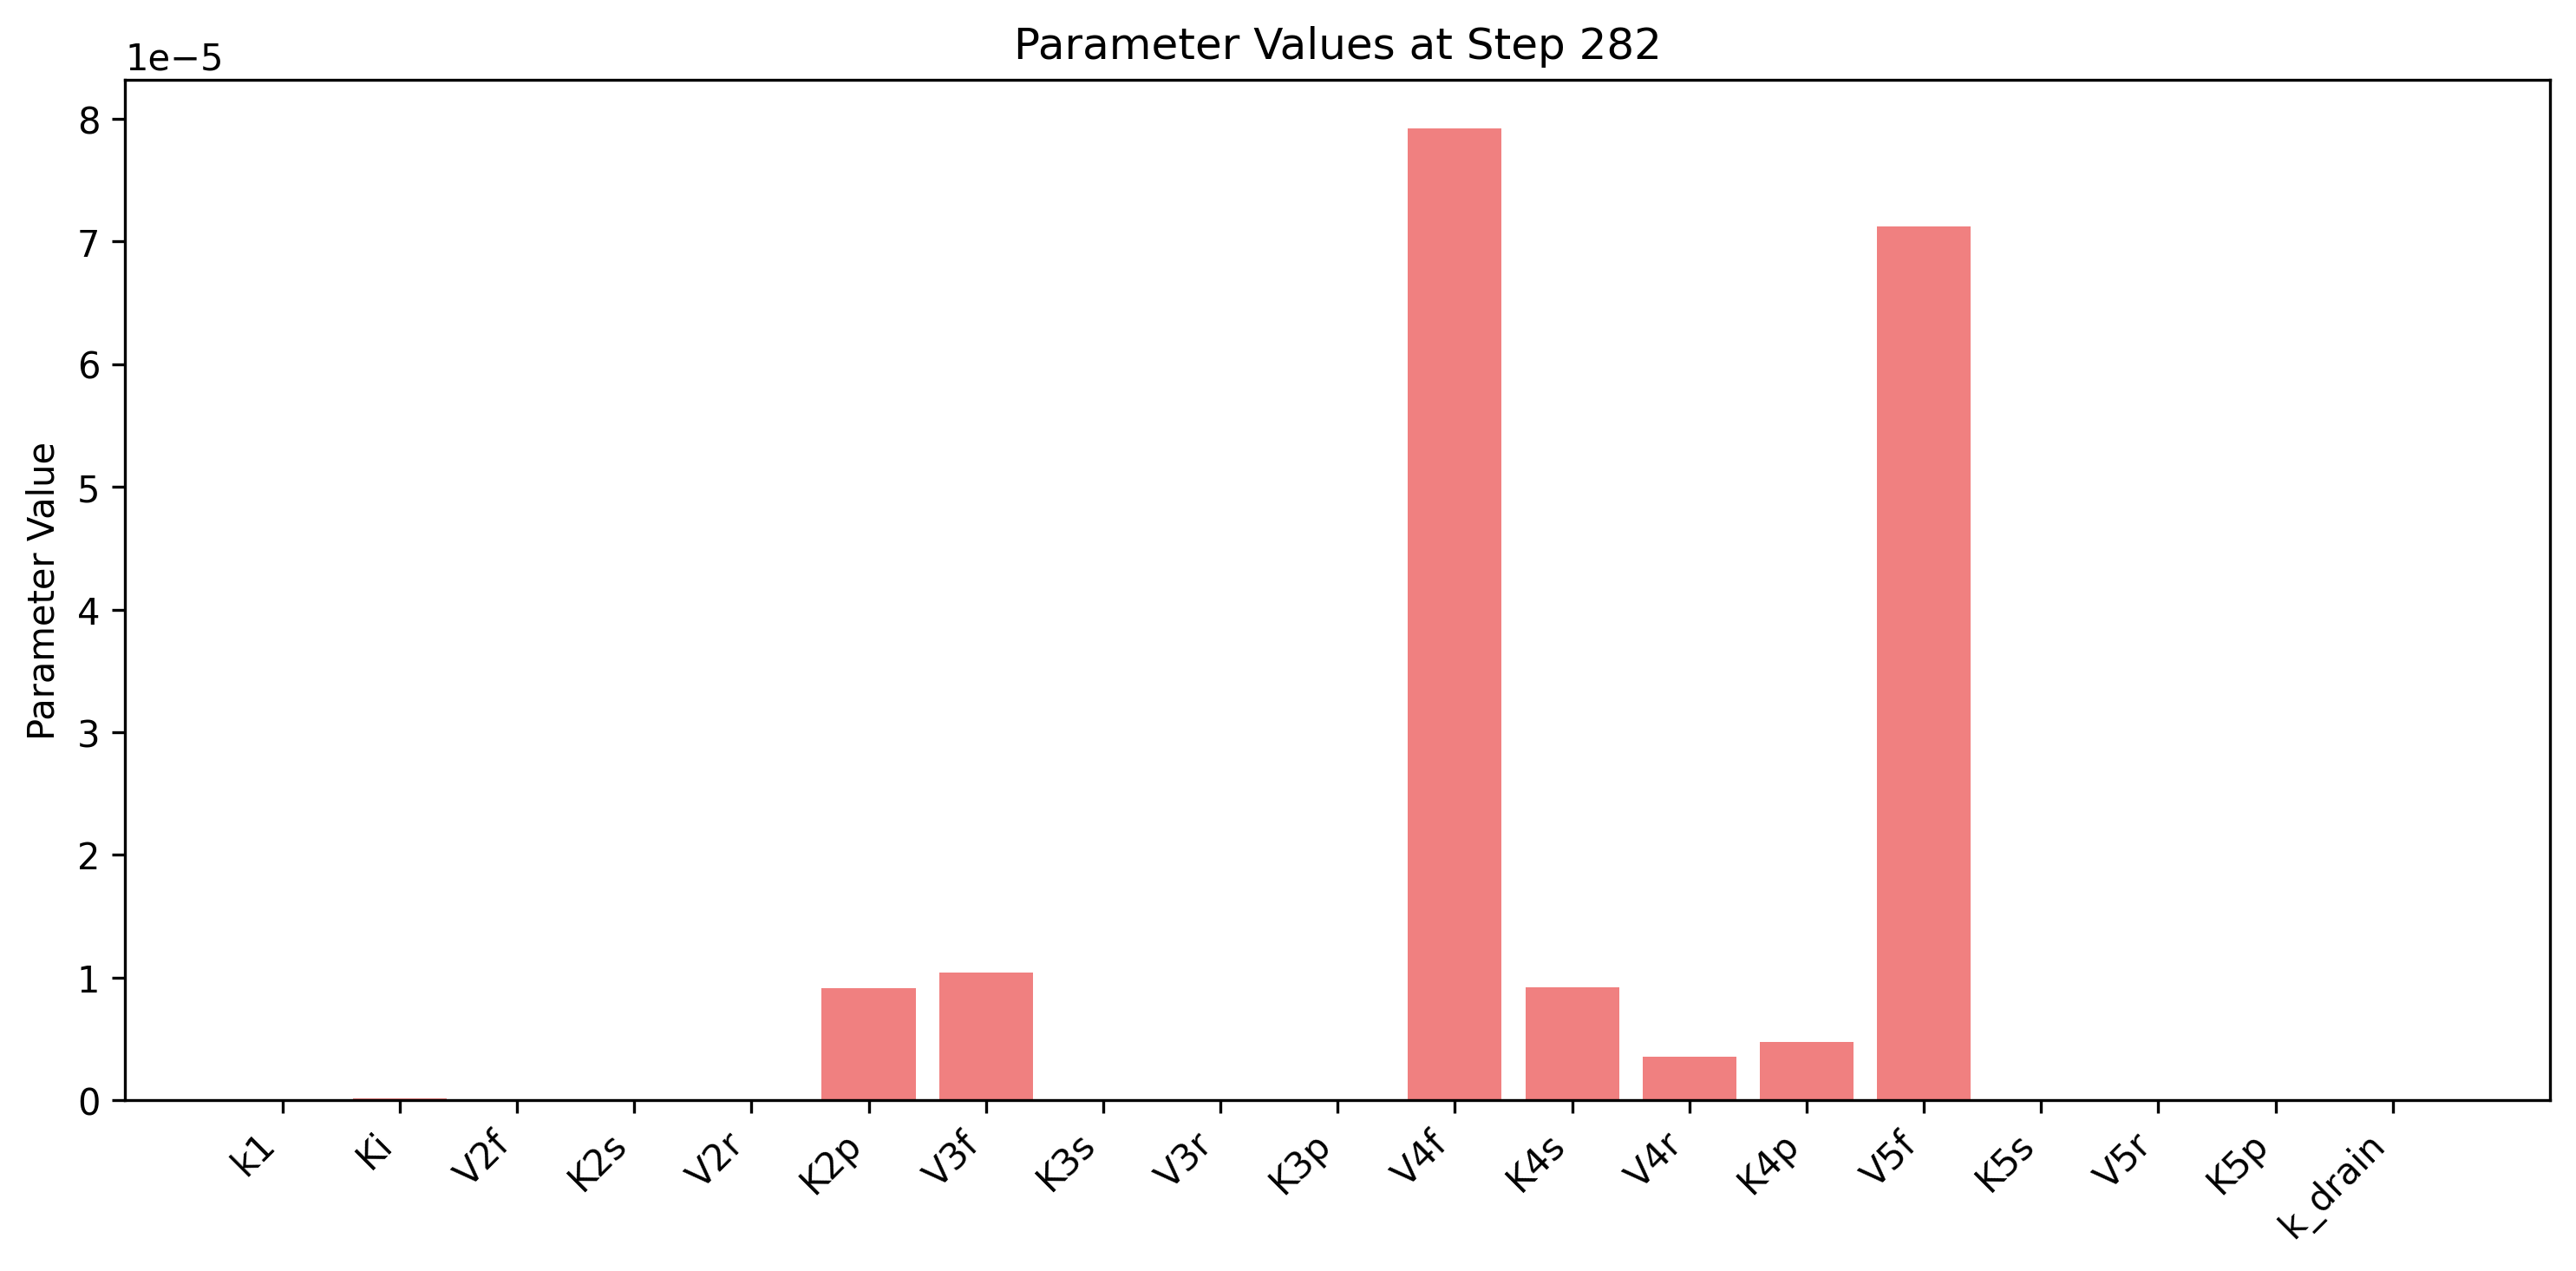 Parameter Values at Step 282
1e−5
Parameter Value
8
7
6
5
4
3
2
1
0
k1
Ki
V2f
K2s
V2r
K2p
V3f
K3s
V3r
K3p
V4f
K4s
V4r
K4p
V5f
K5s
V5r
K5p
k_drain